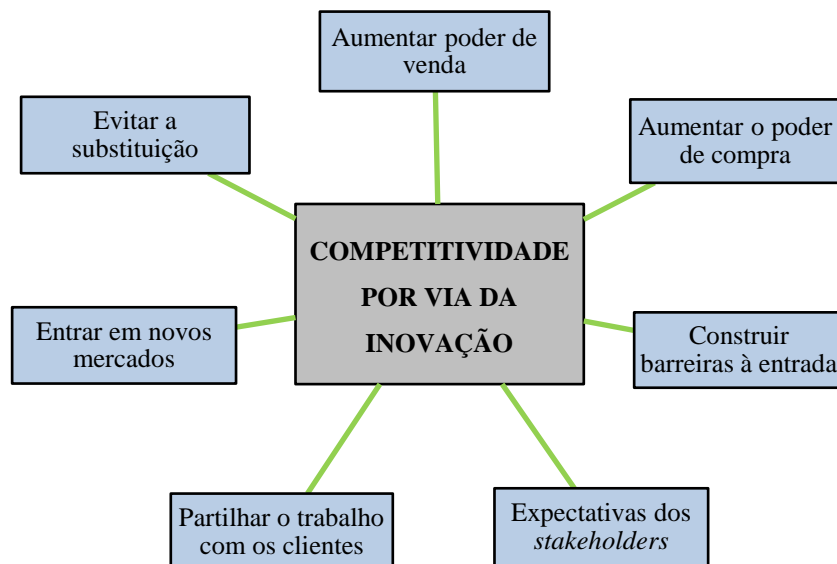 Aumentar poder de
venda
Evitar a
substituição
Aumentar o poder
de compra
COMPETITIVIDADE
POR VIA DA
INOVAÇÃO
Entrar em novos
mercados
Construir
barreiras à entrada
Partilhar o trabalho
com os clientes
Expectativas dos
stakeholders